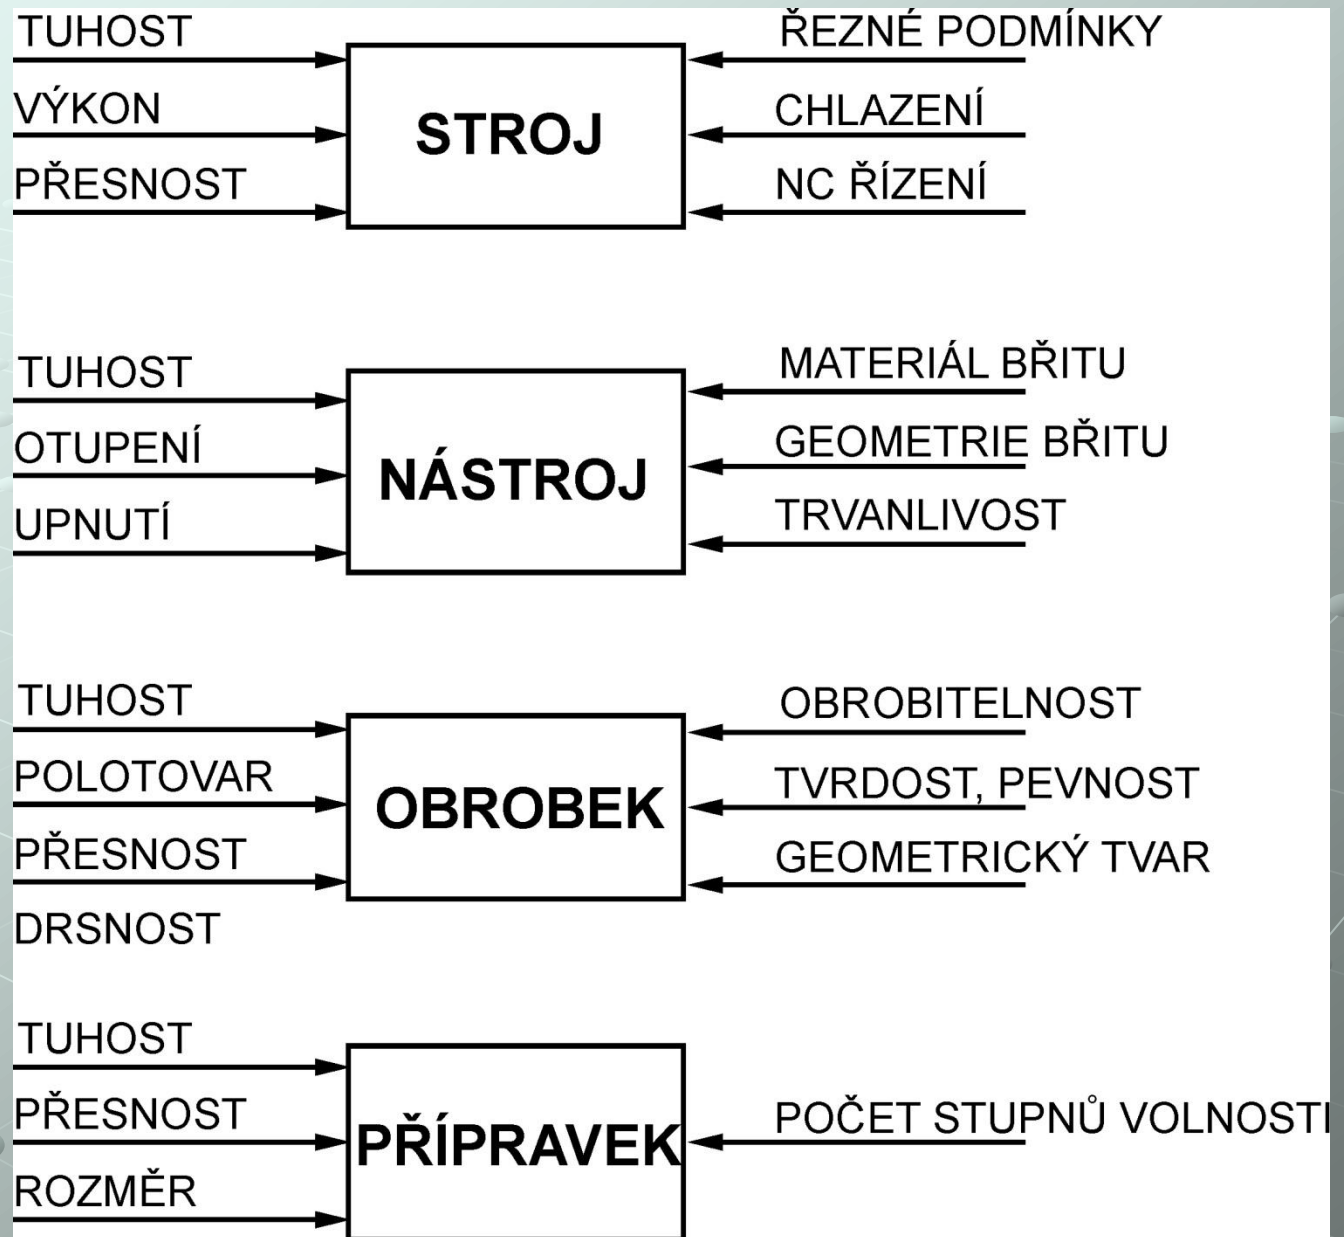 TUHOST
ŘEZNÉ PODMÍNKY
VÝKON
STROJ
CHLAZENÍ
PŘESNOST
NC ŘÍZENÍ
TUHOST
MATERIÁL BŘITU
OTUPENÍ
NÁSTROJ
GEOMETRIE BŘITU
UPNUTÍ
TRVANLIVOST
TUHOST
OBROBITELNOST
POLOTOVAR
OBROBEK
TVRDOST, PEVNOST
PŘESNOST
GEOMETRICKÝ TVAR
DRSNOST
TUHOST
PŘESNOST
PŘÍPRAVEK
POČET STUPNŮ VOLNOSTI
ROZMĚR